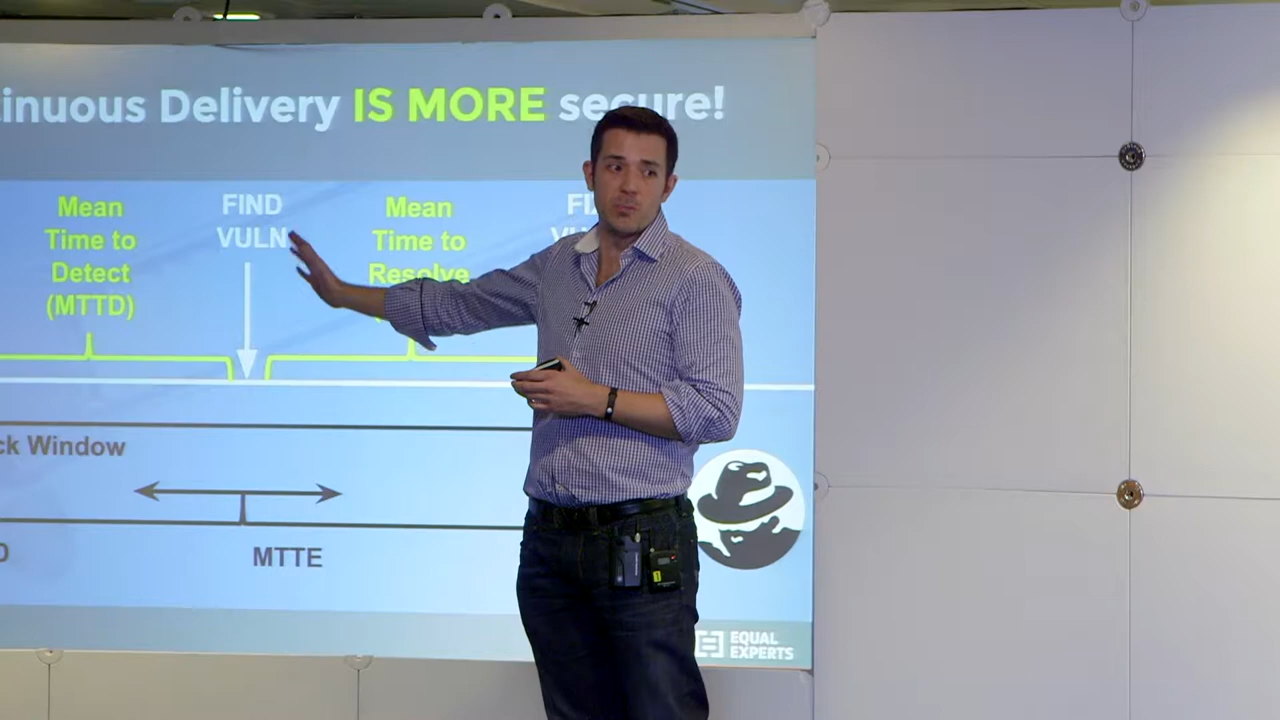 tinuous Delivery IS MORE secure!
Mean
Time to
Detect
(MTTD)
FIND
VULN
Mean
Time to
Resolve
ck Window
MTTE
EQUAL
EXPERTS